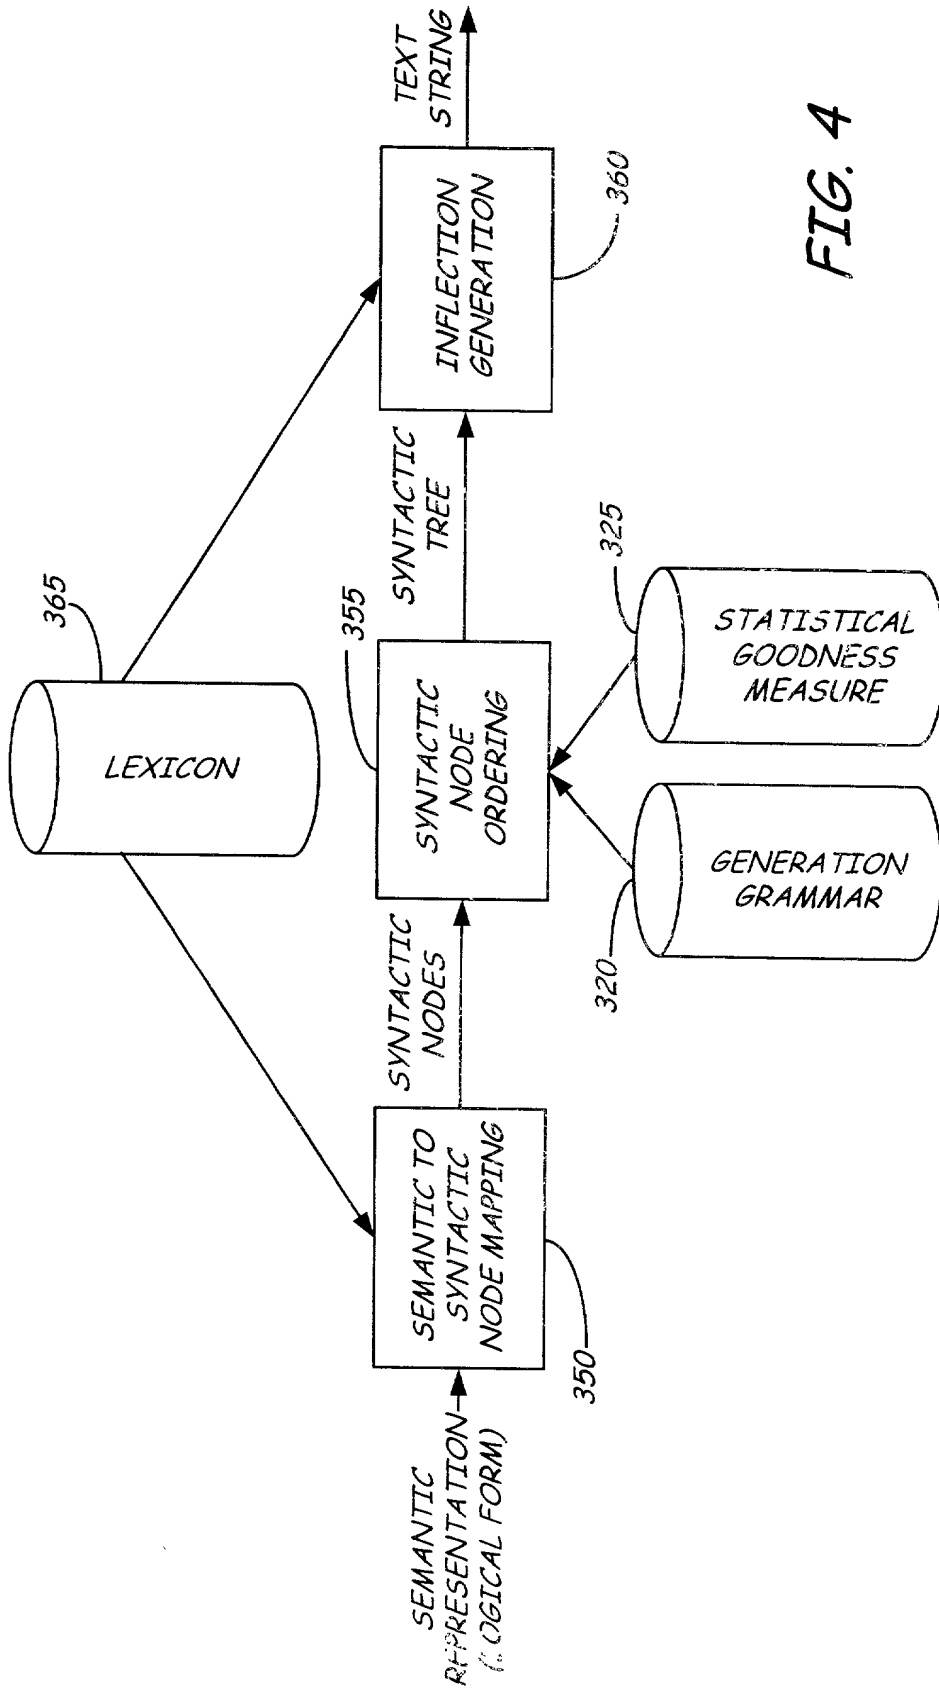 365
LEXICON
SEMANTIC
REPRESENTATION
(LOGICAL FORM)
SEMANTIC TO
SYNTACTIC
NODE MAPPING
350
SYNTACTIC
NODES
355
SYNTACTIC
NODE
ORDERING
SYNTACTIC
TREE
INFLECTION
GENERATION
360
TEXT
STRING
320
GENERATION
GRAMMAR
325
STATISTICAL
GOODNESS
MEASURE
FIG. 4